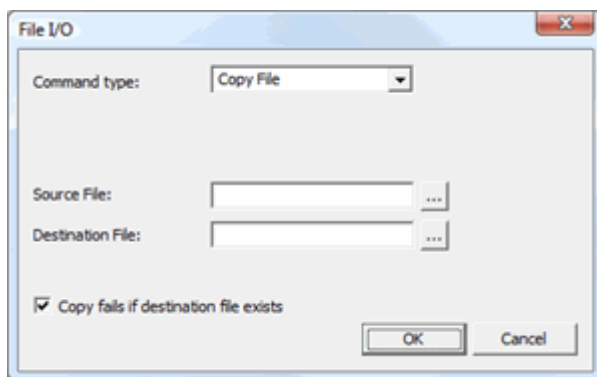 File I/O
Command type: Copy File
Source File: ...
Destination File: ...
Copy fails if destination file exists
OK Cancel